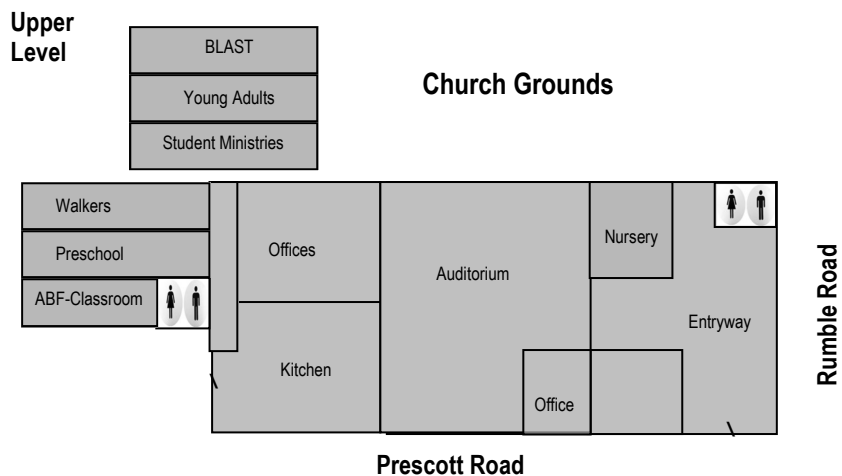 Upper
Level
BLAST
Young Adults
Student Ministries
Church Grounds
Walkers
Preschool
ABF-Classroom
Offices
Kitchen
Auditorium
Nursery
Entryway
Office
Rumble Road
Prescott Road